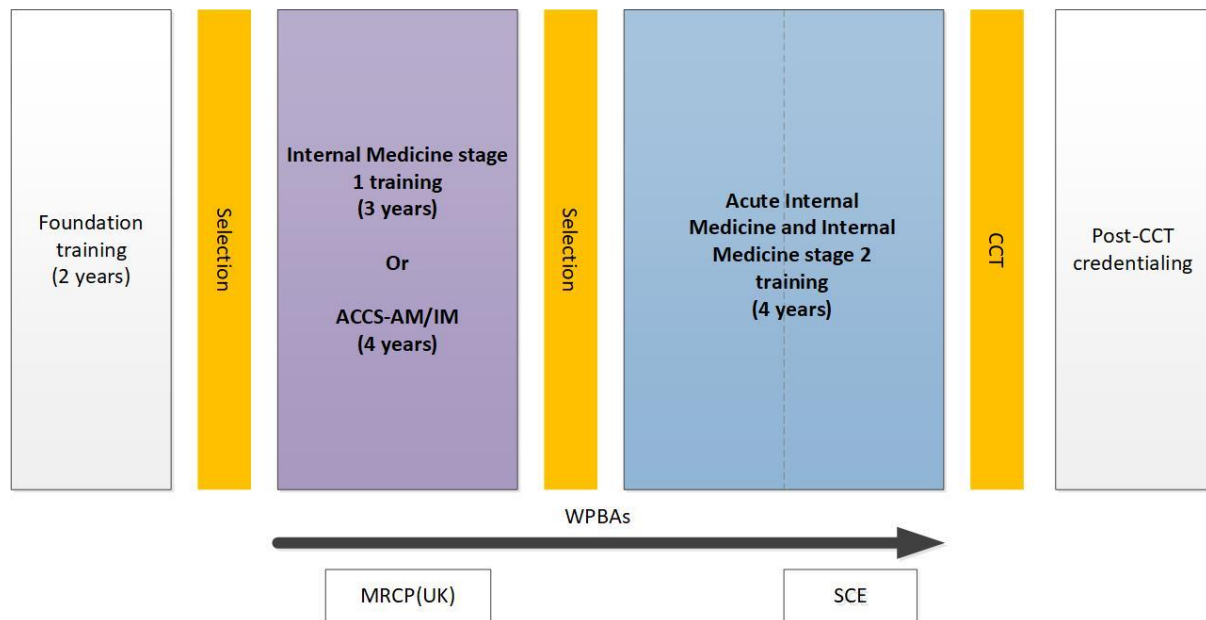 Foundation
training
(2 years)
Selection
Internal Medicine stage
1 training
(3 years)
Or
ACCS-AM/IM
(4 years)
Selection
Acute Internal
Medicine and Internal
Medicine stage 2
training
(4 years)
CCT
Post-CCT
credentialing
WPBAs
MRCP(UK)
SCE